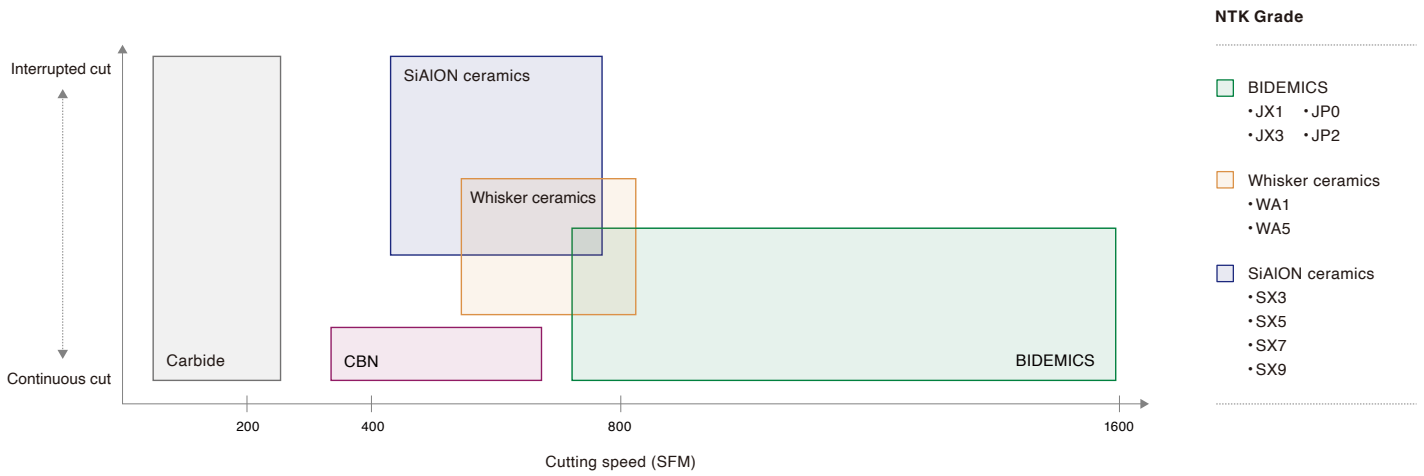 Interrupted cut
Continuous cut
Carbide
SiAlON ceramics
Whisker ceramics
CBN
BIDEMICS
200
400
800
1600
Cutting speed (SFM)
NTK Grade
BIDEMICS
・JX1 ・JP0
・JX3 ・JP2
Whisker ceramics
・WA1
・WA5
SiAlON ceramics
・SX3
・SX5
・SX7
・SX9